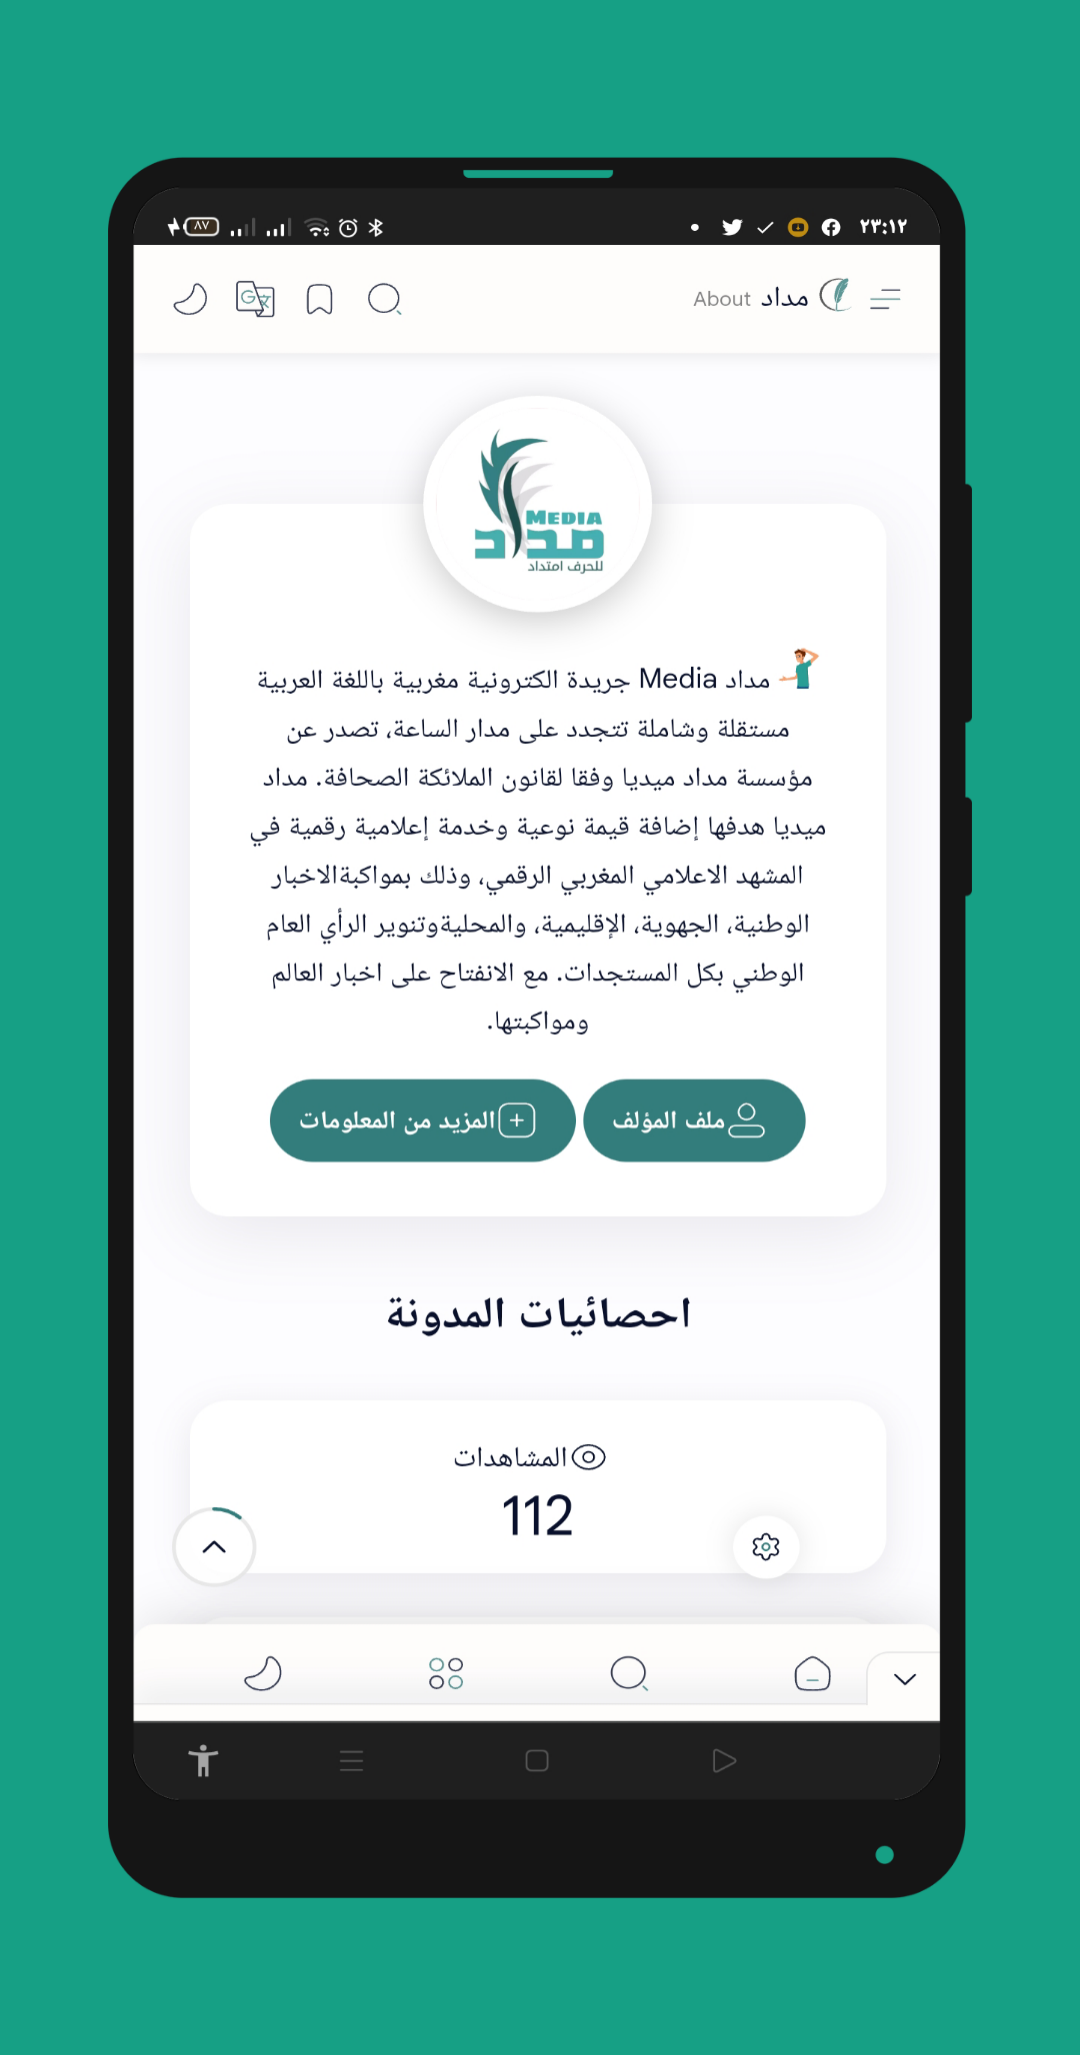 ٢٣:١٢
٨٧
مداد About
MEDIA
مداد
للحرف امتداد
مداد Media جريدة الكترونية مغربية باللغة العربية
مستقلة وشاملة تتجدد على مدار الساعة، تصدر عن
مؤسسة مداد ميديا وفقا لقانون الملائكة الصحافة. مداد
ميديا هدفها إضافة قيمة نوعية وخدمة إعلامية رقمية في
المشهد الاعلامي المغربي الرقمي، وذلك بمواكبةالاخبار
الوطنية، الجهوية، الإقليمية، والمحليةوتنوير الرأي العام
الوطني بكل المستجدات. مع الانفتاح على اخبار العالم
ومواكبتها.
ملف المؤلف
المزيد من المعلومات
احصائيات المدونة
المشاهدات
112